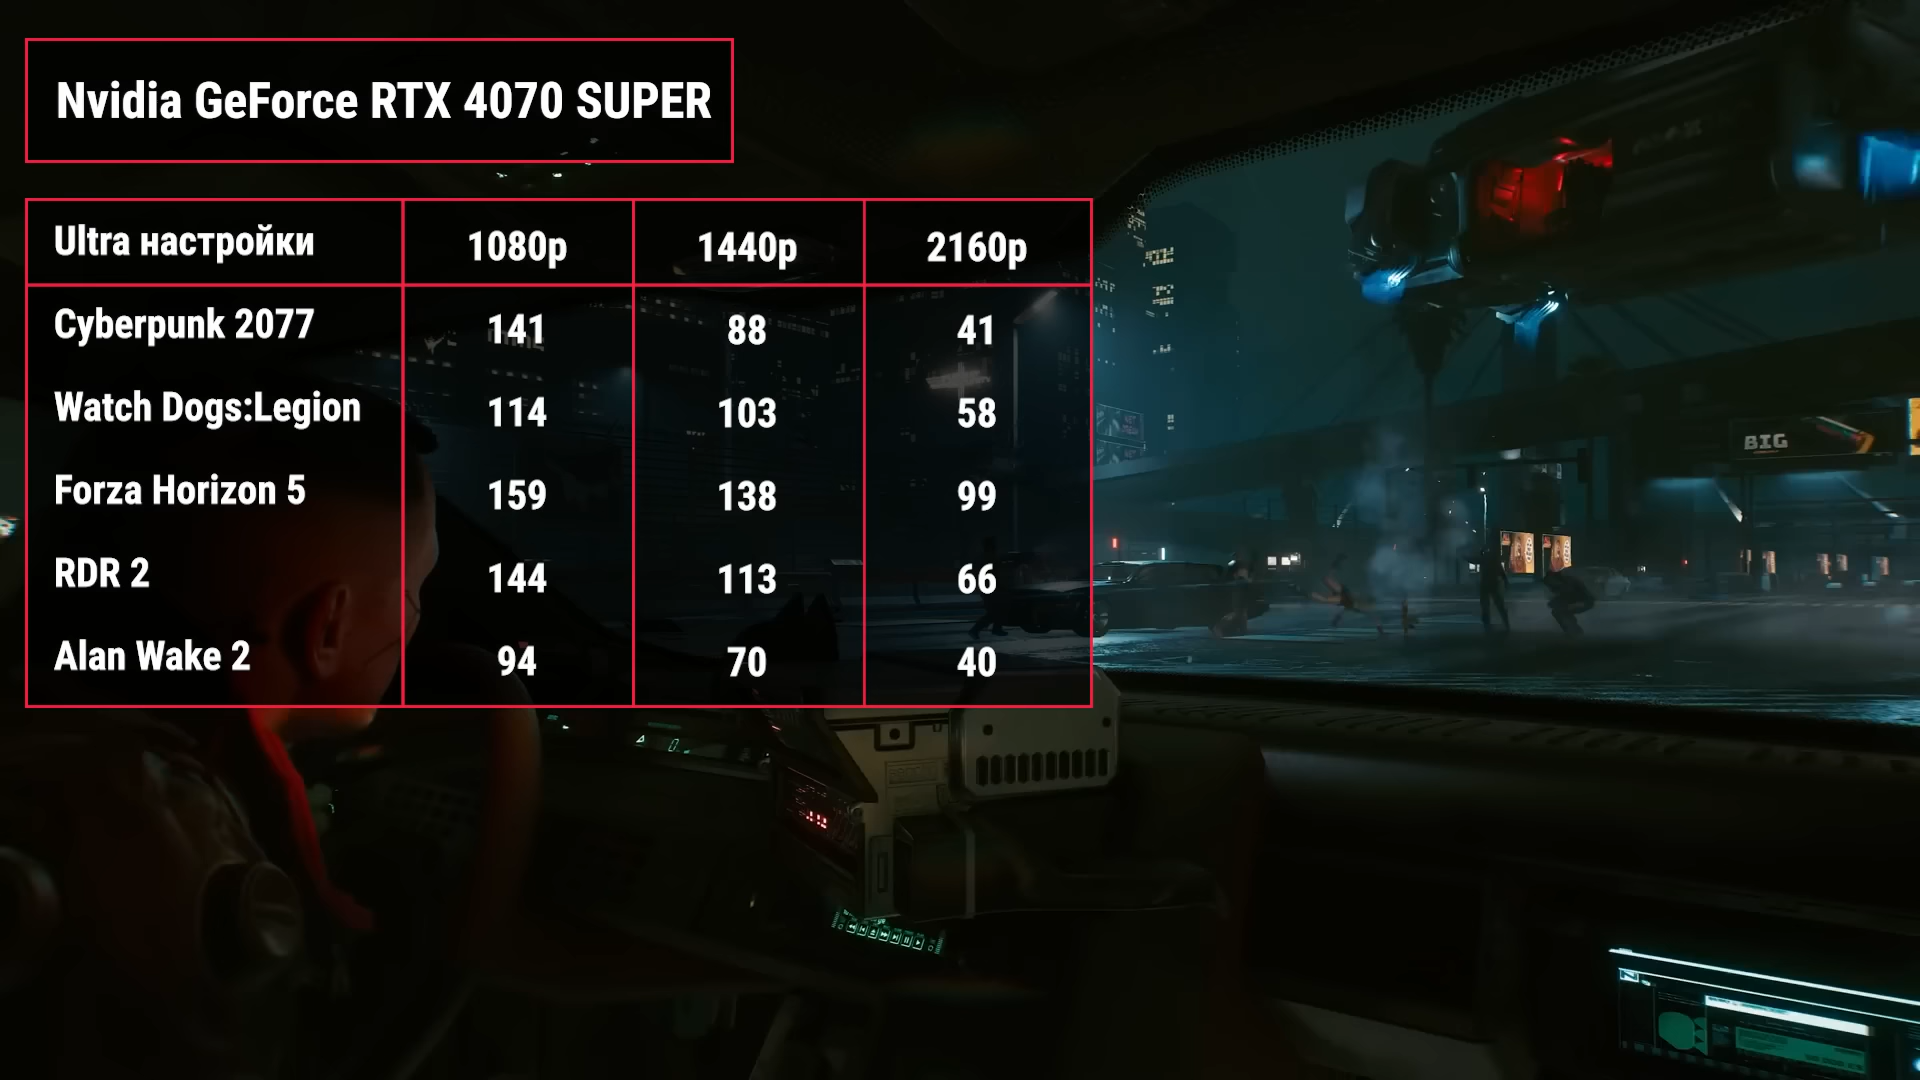 Nvidia GeForce RTX 4070 SUPER
Ultra настройки 1080p 1440p 2160p
Cyberpunk 2077 141 88 41
Watch Dogs:Legion 114 103 58
Forza Horizon 5 159 138 99
RDR 2 144 113 66
Alan Wake 2 94 70 40
BIG